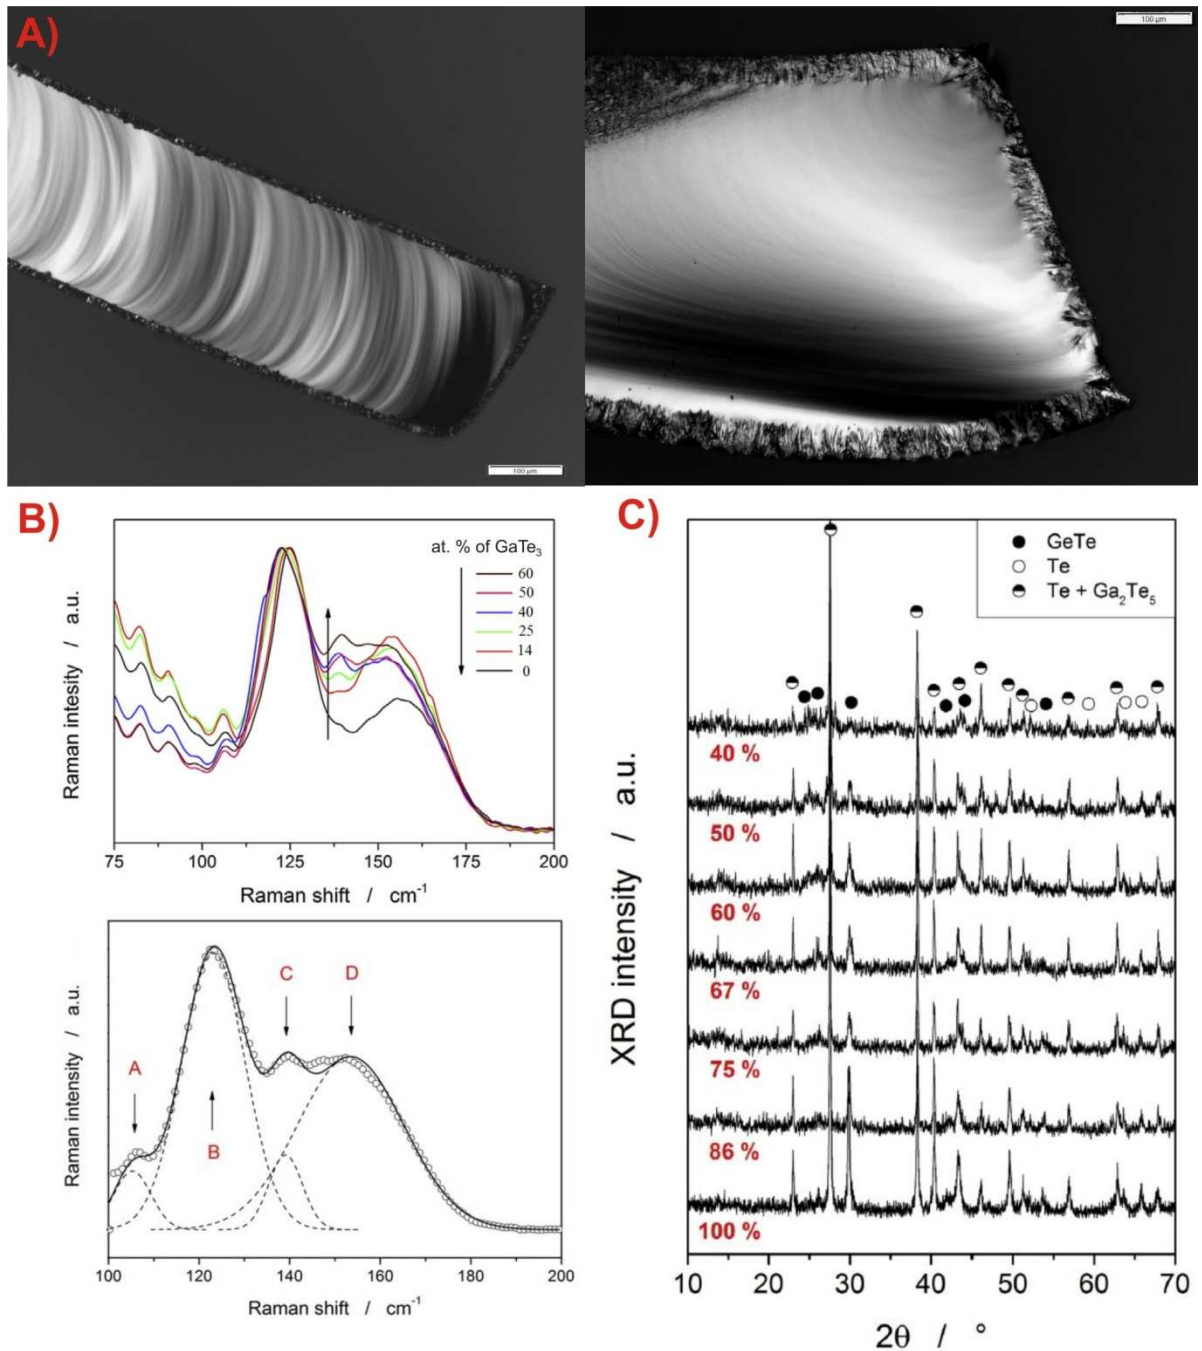 A)
100 µm
100 µm
B)
at. % of GaTe₃
60
50
40
25
14
0
Raman intesity / a.u.
75 100 125 150 175 200
Raman shift / cm⁻¹
A
B
C
D
Raman intensity / a.u.
100 120 140 160 180 200
Raman shift / cm⁻¹
C)
GeTe
Te
Te + Ga₂Te₅
40 %
50 %
60 %
67 %
75 %
86 %
100 %
XRD intensity / a.u.
10 20 30 40 50 60 70
2θ / °